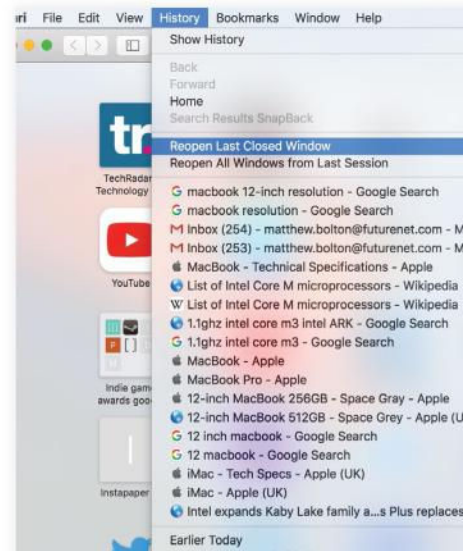 ari File Edit View History Bookmarks Window Help
Show History
Back
Forward
Home
Search Results SnapBack
Reopen Last Closed Window
Reopen All Windows from Last Session
macbook 12-inch resolution - Google Search
macbook resolution - Google Search
Inbox (254) - matthew.bolton@futurenet.com - M
Inbox (253) - matthew.bolton@futurenet.com - M
MacBook - Technical Specifications - Apple
List of Intel Core M microprocessors - Wikipedia
W List of Intel Core M microprocessors - Wikipedia
1.1ghz intel core m3 intel ARK - Google Search
1.1ghz intel core m3 - Google Search
MacBook - Apple
MacBook Pro - Apple
12-inch MacBook 256GB - Space Gray - Apple
12-inch MacBook 512GB - Space Grey - Apple (U
12 inch macbook - Google Search
12 macbook - Google Search
iMac - Tech Specs - Apple (UK)
iMac - Apple (UK)
Intel expands Kaby Lake family a...s Plus replaces
Earlier Today
tr.
TechRadar
Technology
YouTube
Indie game
awards goo
Instapaper